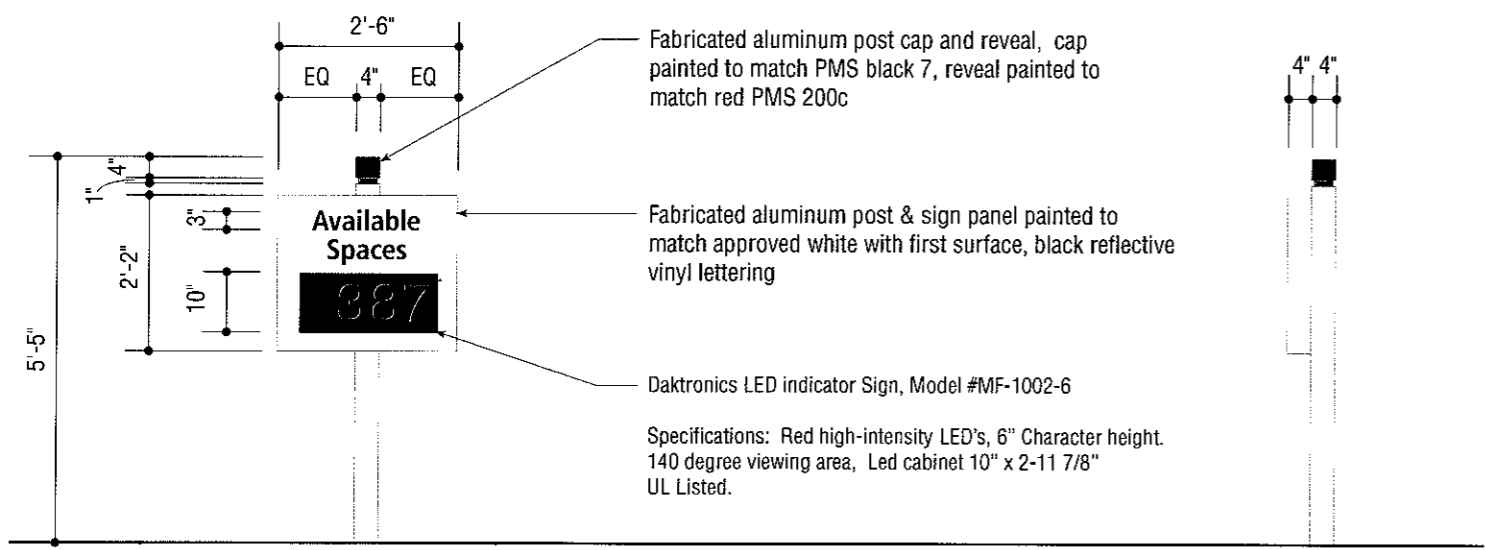 2'-6"
EQ 4" EQ
Fabricated aluminum post cap and reveal, cap
painted to match PMS black 7, reveal painted to
match red PMS 200c
4" 4"
4"
1"
3"
2'-2"
10"
5'-5"
Available
Spaces
387
Fabricated aluminum post & sign panel painted to
match approved white with first surface, black reflective
vinyl lettering
Daktronics LED indicator Sign, Model #MF-1002-6
Specifications: Red high-intensity LED's, 6" Character height.
140 degree viewing area, Led cabinet 10" x 2-11 7/8"
UL Listed.